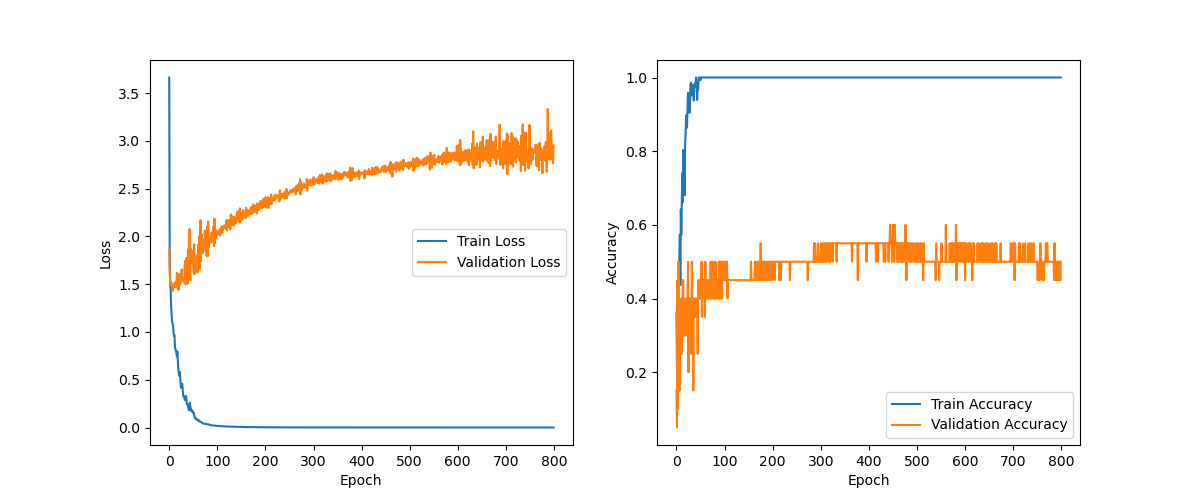 3.5
3.0
2.5
2.0
1.5
1.0
0.5
0.0
Loss
0 100 200 300 400 500 600 700 800
Epoch
Train Loss
Validation Loss
1.0
0.8
0.6
0.4
0.2
Accuracy
0 100 200 300 400 500 600 700 800
Epoch
Train Accuracy
Validation Accuracy